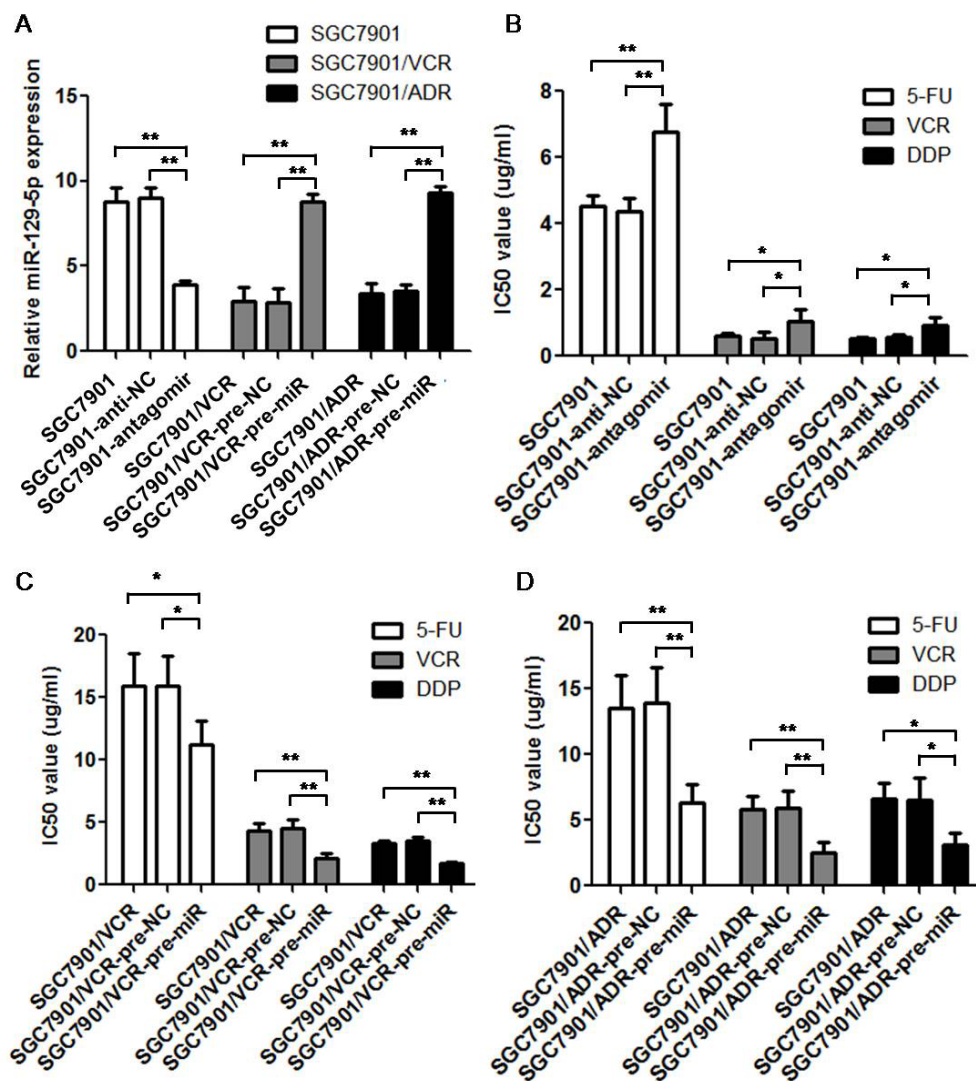 A
SGC7901
SGC7901/VCR
SGC7901/ADR
Relative miR-129-5p expression
15
10
5
0
**
**
**
**
**
**
SGC7901
SGC7901-anti-NC
SGC7901-antagomir
SGC7901/VCR
SGC7901/VCR-pre-NC
SGC7901/VCR-pre-miR
SGC7901/ADR
SGC7901/ADR-pre-NC
SGC7901/ADR-pre-miR
B
5-FU
VCR
DDP
IC50 value (ug/ml)
8
6
4
2
0
**
**
*
*
*
*
SGC7901
SGC7901-anti-NC
SGC7901-antagomir
SGC7901
SGC7901-anti-NC
SGC7901-antagomir
SGC7901
SGC7901-anti-NC
SGC7901-antagomir
C
5-FU
VCR
DDP
IC50 value (ug/ml)
20
15
10
5
0
*
*
**
**
**
**
SGC7901/VCR
SGC7901/VCR-pre-NC
SGC7901/VCR-pre-miR
SGC7901/VCR
SGC7901/VCR-pre-NC
SGC7901/VCR-pre-miR
SGC7901/VCR
SGC7901/VCR-pre-NC
SGC7901/VCR-pre-miR
D
5-FU
VCR
DDP
IC50 value (ug/ml)
20
15
10
5
0
**
**
**
**
*
*
SGC7901/ADR
SGC7901/ADR-pre-NC
SGC7901/ADR-pre-miR
SGC7901/ADR
SGC7901/ADR-pre-NC
SGC7901/ADR-pre-miR
SGC7901/ADR
SGC7901/ADR-pre-NC
SGC7901/ADR-pre-miR